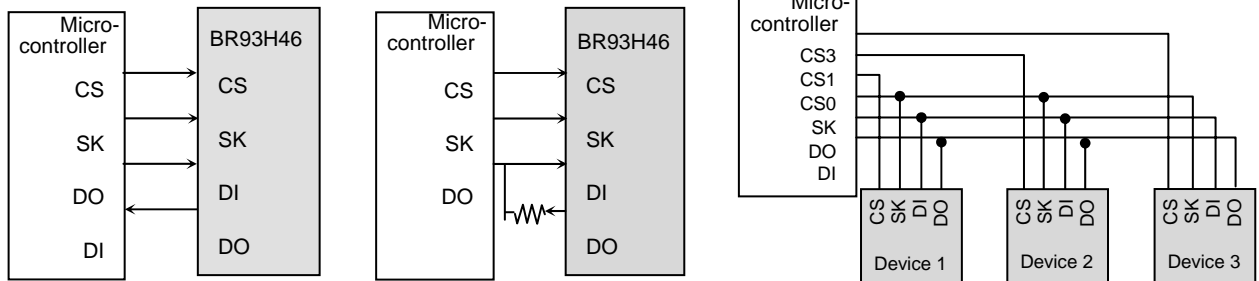 Micro-
controller
CS
SK
DO
DI
BR93H46
CS
SK
DI
DO
Micro-
controller
CS
SK
DO
BR93H46
CS
SK
DI
DO
Micro-
controller
CS3
CS1
CS0
SK
DO
DI
CS
SK
DI
DO
Device 1
CS
SK
DI
DO
Device 2
CS
SK
DI
DO
Device 3